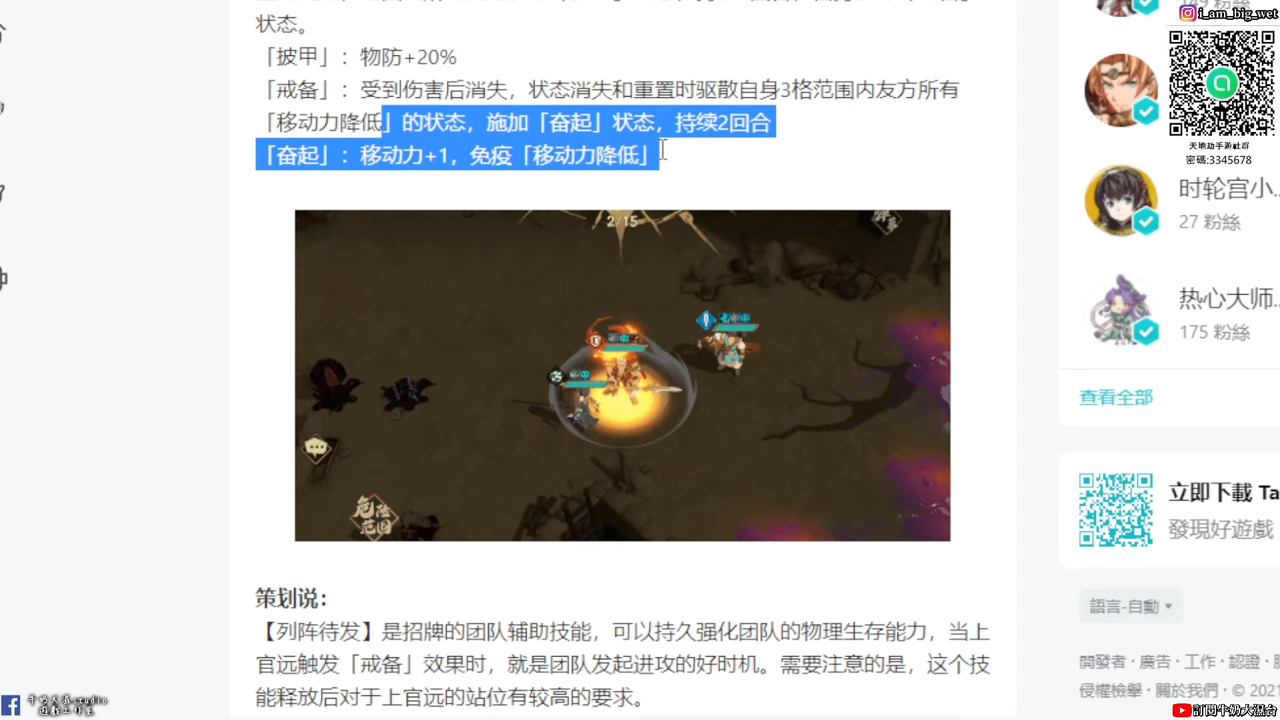 状态。
「披甲」：物防+20%
「戒备」：受到伤害后消失，状态消失和重置时驱散自身3格范围内友方所有
「移动力降低」的状态，施加「奋起」状态，持续2回合
「奋起」：移动力+1，免疫「移动力降低」
2/15
危险
范围
策划说：
【列阵待发】是招牌的团队辅助技能，可以持久强化团队的物理生存能力，当上
官远触发「戒备」效果时，就是团队发起进攻的好时机。需要注意的是，这个技
能释放后对于上官远的站位有较高的要求。
i_am_big_wet
天地劫手遊社群
密碼:3345678
时轮宫小...
27 粉絲
热心大师...
175 粉絲
查看全部
立即下載 Ta
發現好遊戲
語言-自動
開發者 · 廣告 · 工作 · 認證 ·
侵權檢舉 · 關於我們 · © 2021
訂閱牛奶大濕台